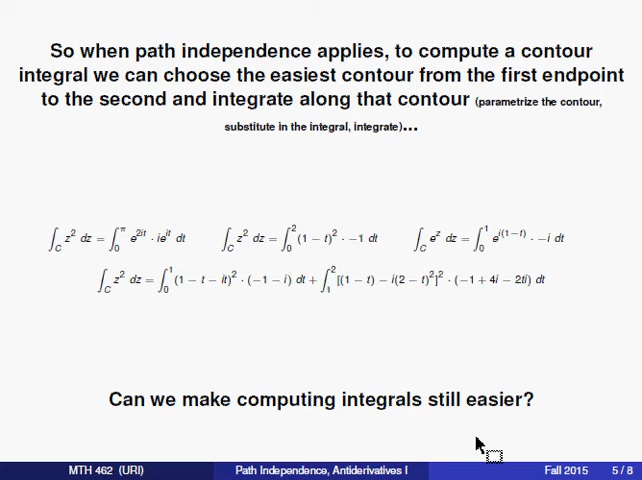 So when path independence applies, to compute a contour
integral we can choose the easiest contour from the first endpoint
to the second and integrate along that contour (parametrize the contour,
substitute in the integral, integrate)...
∫_C z² dz = ∫_0^π e^{2it} · ie^{it} dt ∫_C z² dz = ∫_0^2 (1 − t)² · −1 dt ∫_C e^z dz = ∫_0^1 e^{i(1−t)} · −i dt
∫_C z² dz = ∫_0^1 (1 − t − it)² · (−1 − i) dt + ∫_1^2 [(1 − t) − i(2 − t)²]² · (−1 + 4i − 2ti) dt
Can we make computing integrals still easier?
MTH 462 (URI) Path Independence, Antiderivatives I Fall 2015 5 / 8